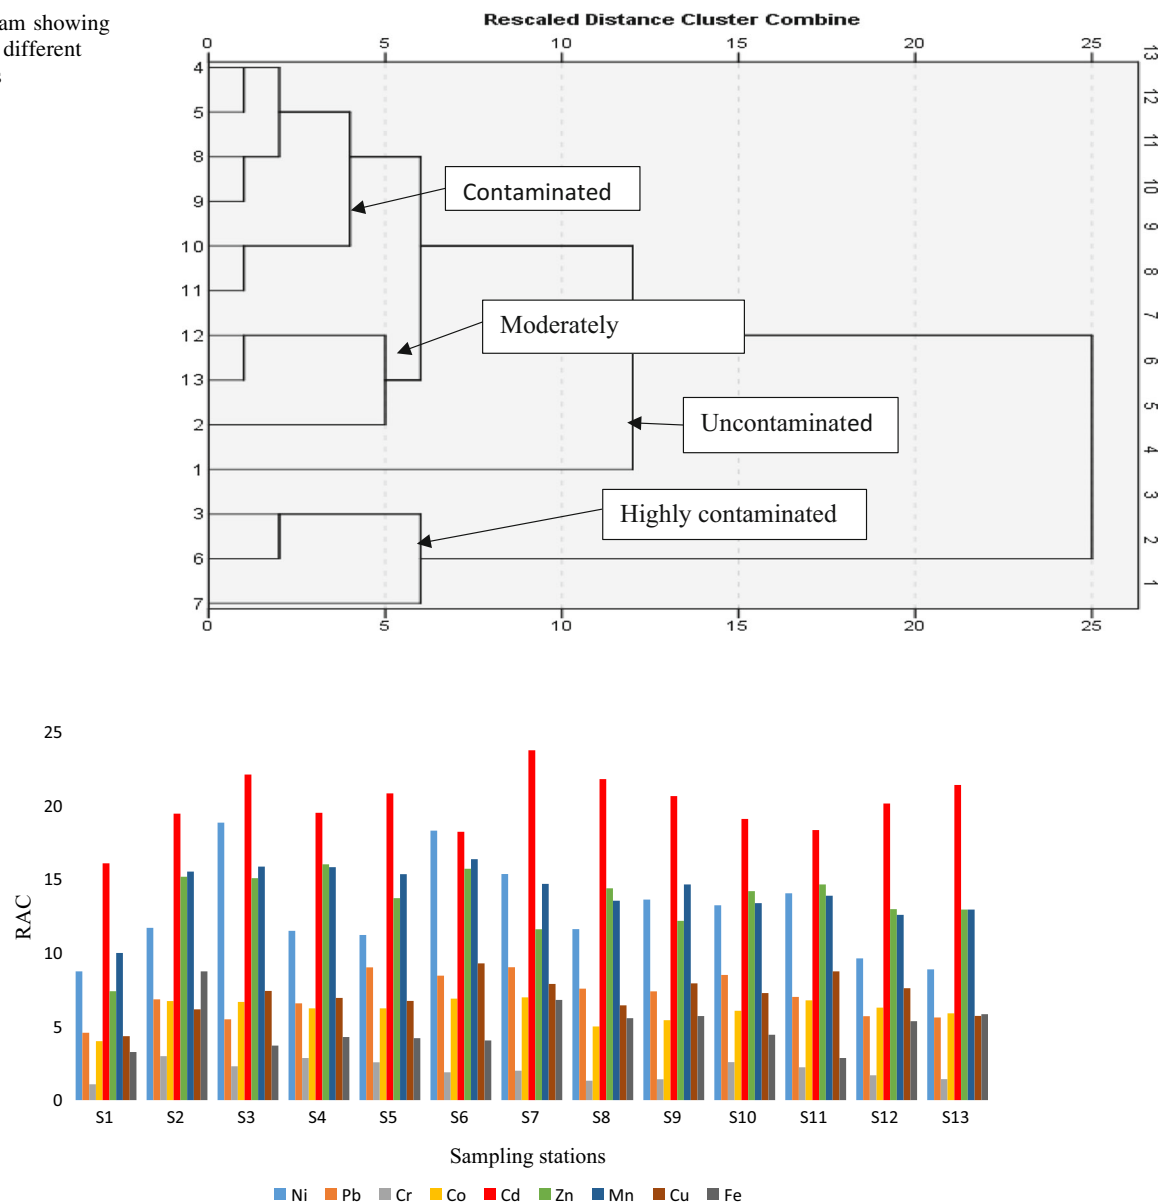 am showing
different
s
Rescaled Distance Cluster Combine
0 5 10 15 20 25
4
5
8
9
10
11
12
13
2
1
3
6
7
Contaminated
Moderately
Uncontaminated
Highly contaminated
13
12
11
10
9
8
7
6
5
4
3
2
1
0 5 10 15 20 25
25
20
15
10
5
0
RAC
S1 S2 S3 S4 S5 S6 S7 S8 S9 S10 S11 S12 S13
Sampling stations
Ni Pb Cr Co Cd Zn Mn Cu Fe